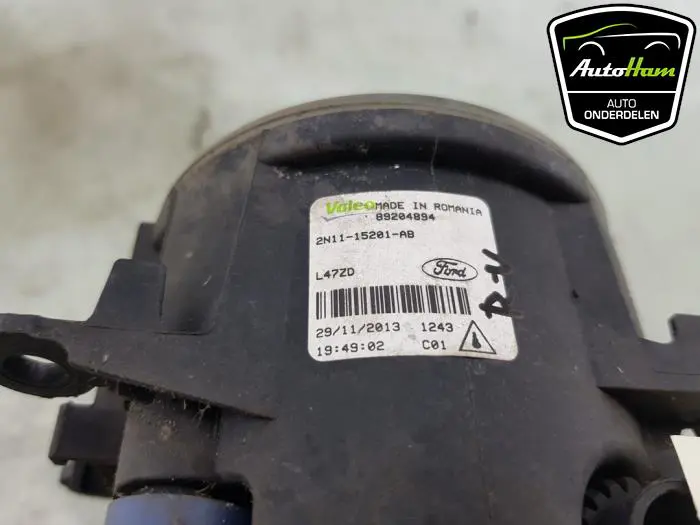 AutoHam
AUTO
ONDERDELEN
Valeo MADE IN ROMANIA
89204894
2N11-15201-AB
L47ZD
Ford
29/11/2013 1243
19:49:02 C01